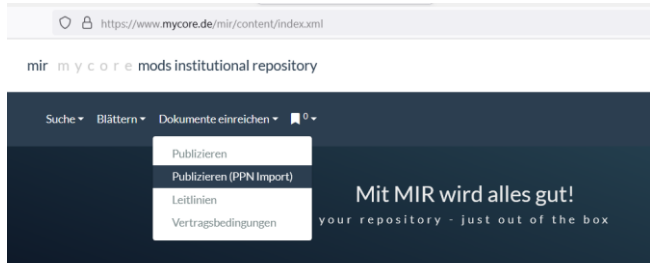 https://www.mycore.de/mir/content/index.xml
mir mycore mods institutional repository
Suche Blättern Dokumente einreichen 0
Publizieren
Publizieren (PPN Import)
Leitlinien
Vertragsbedingungen
Mit MIR wird alles gut!
your repository - just out of the box